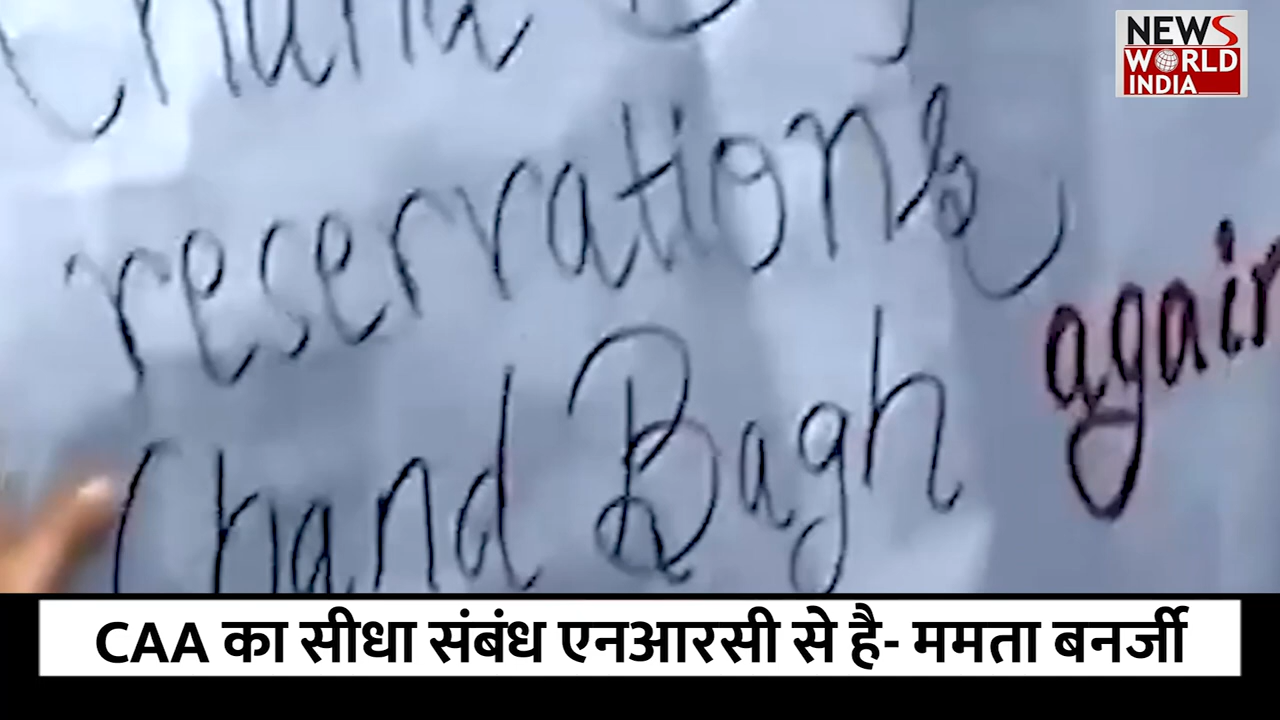 NEWS
WORLD
INDIA
reservations
again
Chand Bagh
CAA का सीधा संबंध एनआरसी से है- ममता बनर्जी